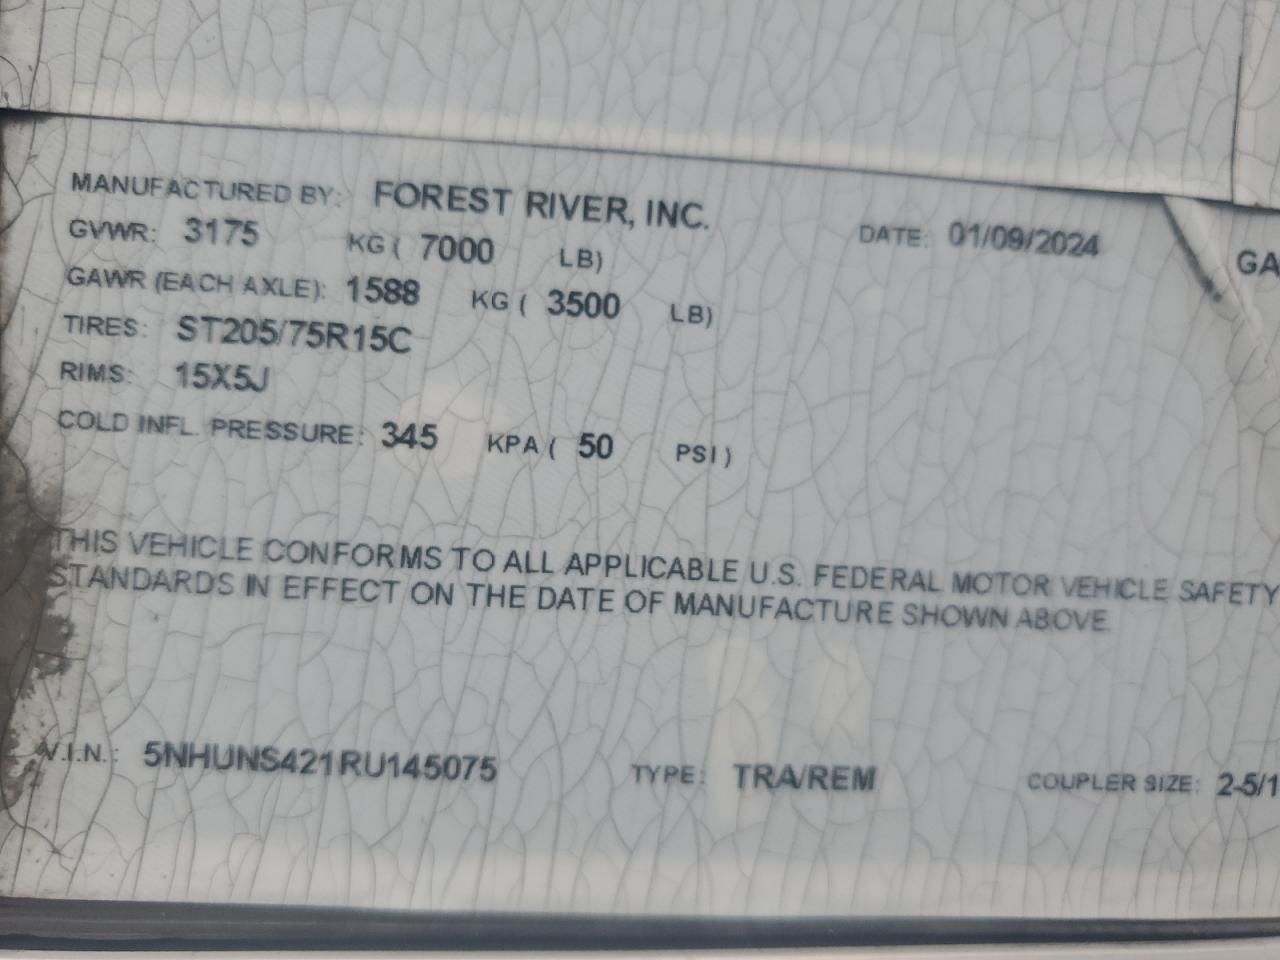 MANUFACTURED BY: FOREST RIVER, INC.
GVWR: 3175 KG ( 7000 LB) DATE: 01/09/2024 GA
GAWR (EACH AXLE): 1588 KG ( 3500 LB)
TIRES: ST205/75R15C
RIMS: 15X5J
COLD INFL. PRESSURE: 345 KPA ( 50 PSI )
THIS VEHICLE CONFORMS TO ALL APPLICABLE U.S. FEDERAL MOTOR VEHICLE SAFETY
STANDARDS IN EFFECT ON THE DATE OF MANUFACTURE SHOWN ABOVE.
V.I.N.: 5NHUNS421RU145075 TYPE: TRA/REM COUPLER SIZE: 2-5/1